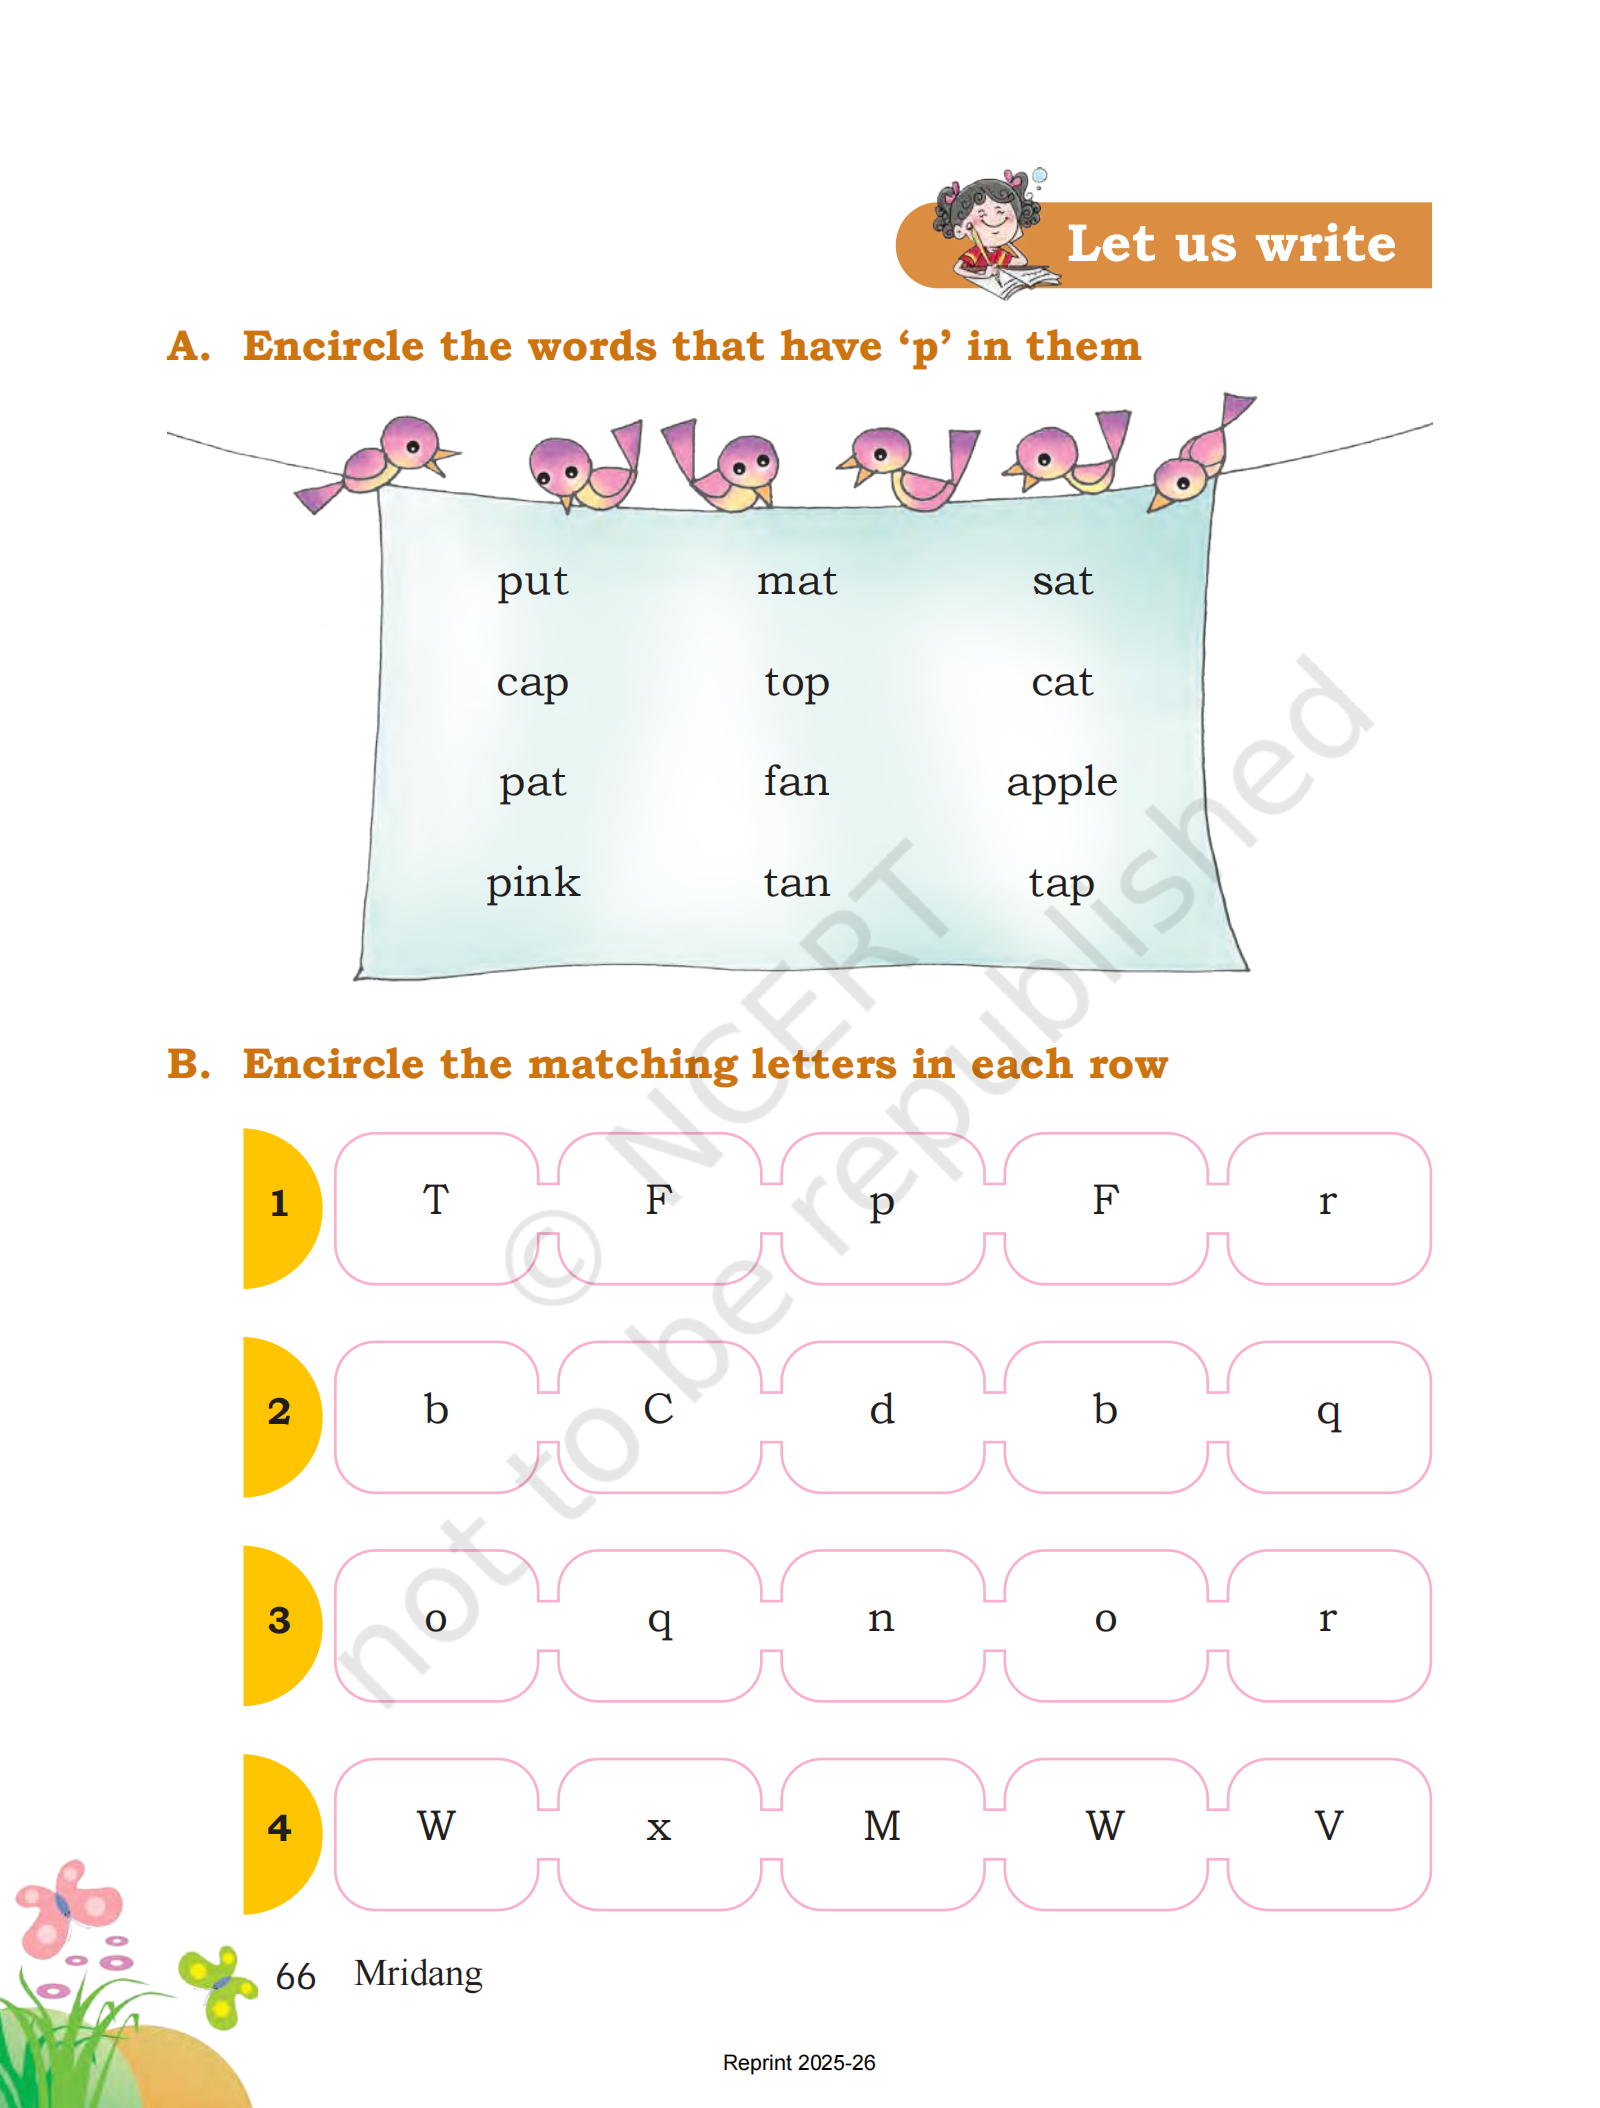 Let us write
A. Encircle the words that have ‘p’ in them
put mat sat
cap top cat
pat fan apple
pink tan tap
B. Encircle the matching letters in each row
1 T F p F r
2 b C d b q
3 o q n o r
4 W x M W V
© NCERT
not to be republished
66 Mridang
Reprint 2025-26